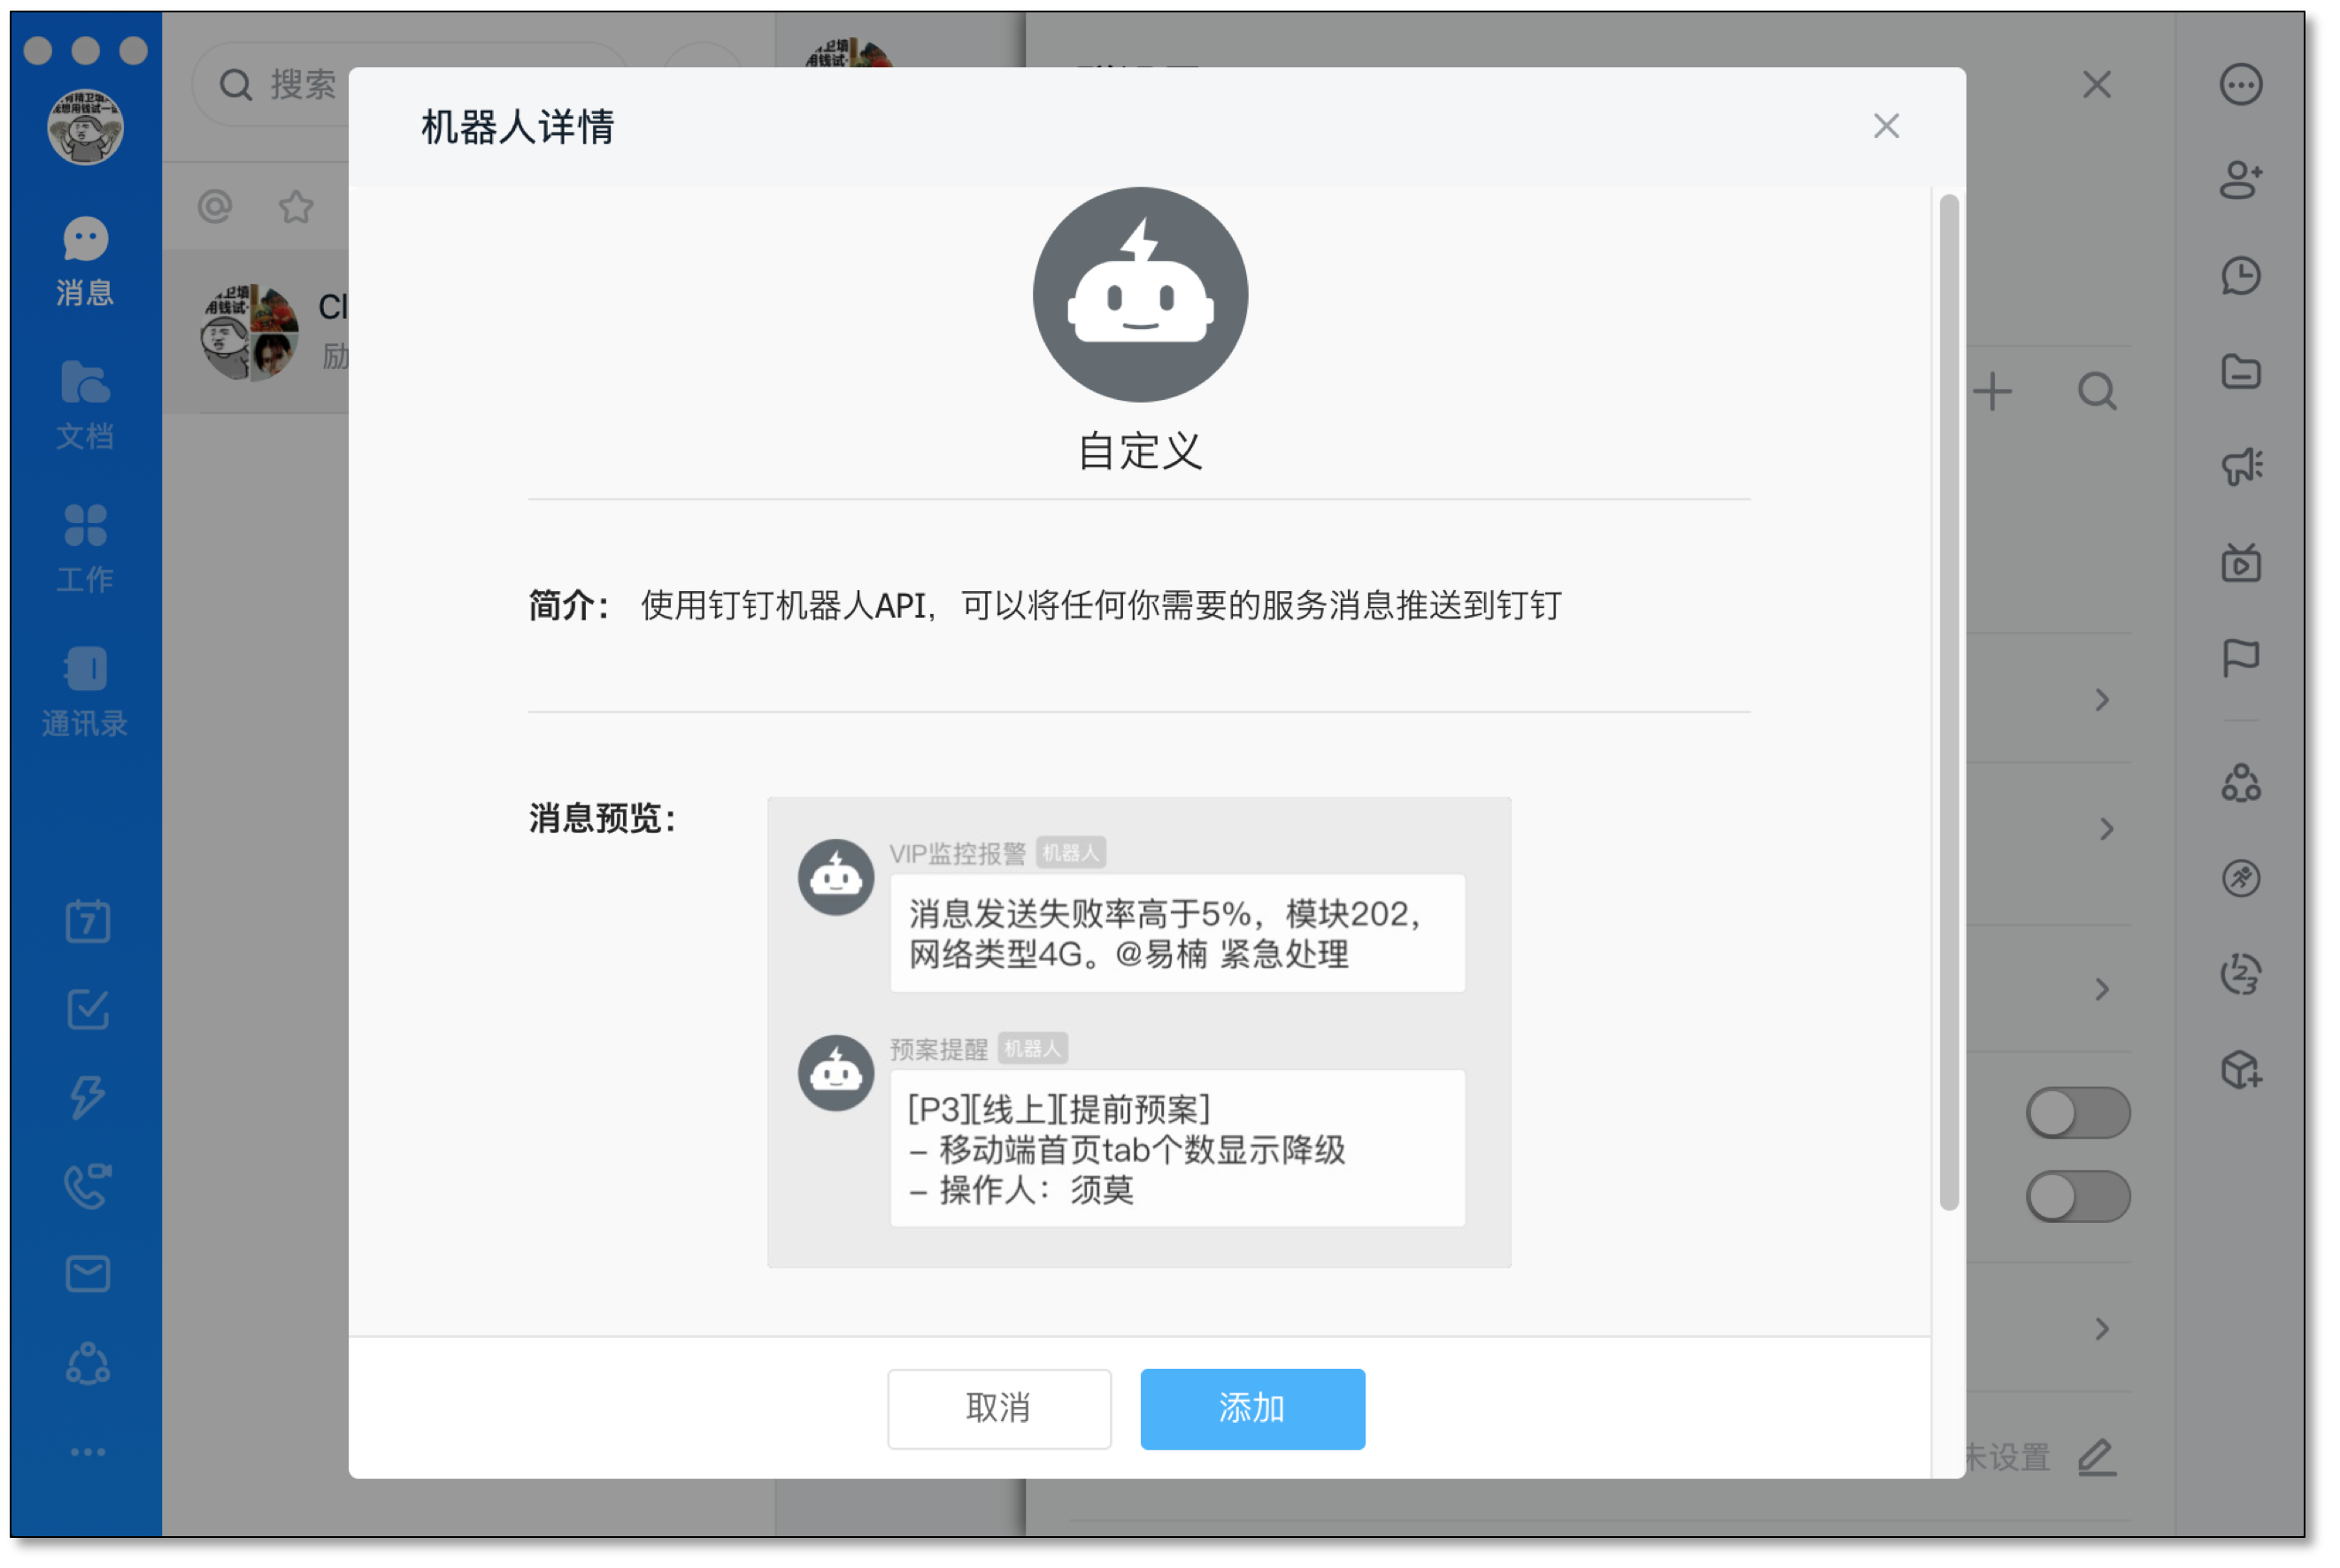 搜索
机器人详情
消息
Cl
励
文档
自定义
工作
简介： 使用钉钉机器人API，可以将任何你需要的服务消息推送到钉钉
通讯录
消息预览：
VIP监控报警 机器人
消息发送失败率高于5%，模块202，
网络类型4G。@易楠 紧急处理
7
预案提醒 机器人
[P3][线上][提前预案]
– 移动端首页tab个数显示降级
– 操作人：须莫
取消
添加
未设置